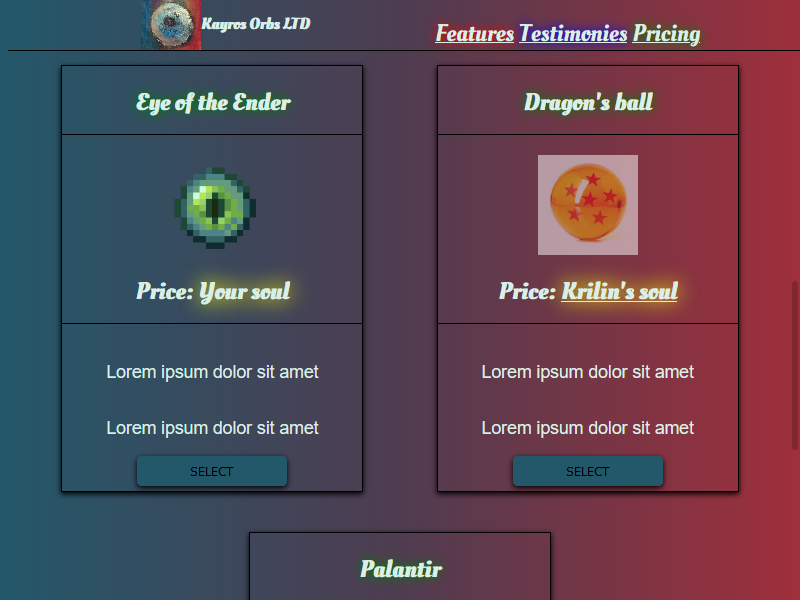 Kayros Orbs LTD
Features Testimonies Pricing
Eye of the Ender
Price: Your soul
Lorem ipsum dolor sit amet
Lorem ipsum dolor sit amet
SELECT
Dragon's ball
Price: Krilin's soul
Lorem ipsum dolor sit amet
Lorem ipsum dolor sit amet
SELECT
Palantir